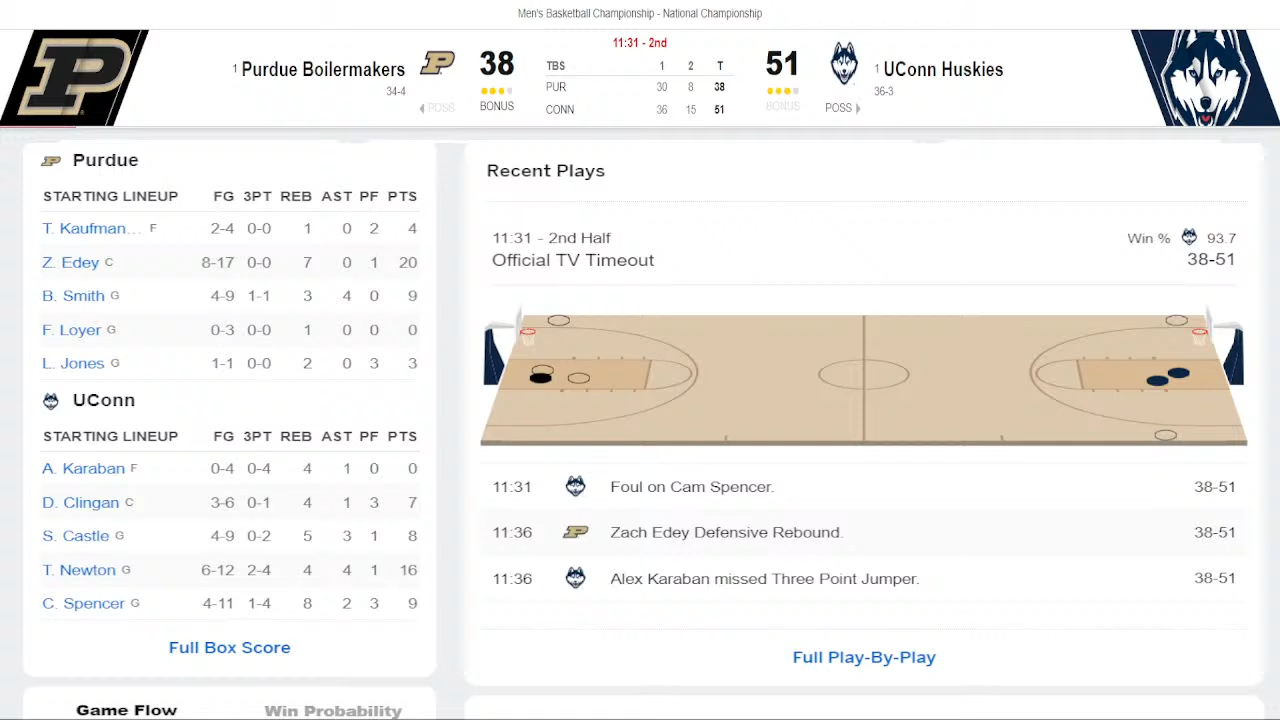 Men's Basketball Championship - National Championship
1 Purdue Boilermakers
34-4
POSS
38
BONUS
11:31 - 2nd
TBS 1 2 T
PUR 30 8 38
CONN 36 15 51
51
BONUS
POSS
1 UConn Huskies
36-3
Purdue
STARTING LINEUP FG 3PT REB AST PF PTS
T. Kaufman... F 2-4 0-0 1 0 2 4
Z. Edey C 8-17 0-0 7 0 1 20
B. Smith G 4-9 1-1 3 4 0 9
F. Loyer G 0-3 0-0 1 0 0 0
L. Jones G 1-1 0-0 2 0 3 3
UConn
STARTING LINEUP FG 3PT REB AST PF PTS
A. Karaban F 0-4 0-4 4 1 0 0
D. Clingan C 3-6 0-1 4 1 3 7
S. Castle G 4-9 0-2 5 3 1 8
T. Newton G 6-12 2-4 4 4 1 16
C. Spencer G 4-11 1-4 8 2 3 9
Full Box Score
Game Flow Win Probability
Recent Plays
11:31 - 2nd Half Win % 93.7
Official TV Timeout 38-51
11:31 Foul on Cam Spencer. 38-51
11:36 Zach Edey Defensive Rebound. 38-51
11:36 Alex Karaban missed Three Point Jumper. 38-51
Full Play-By-Play